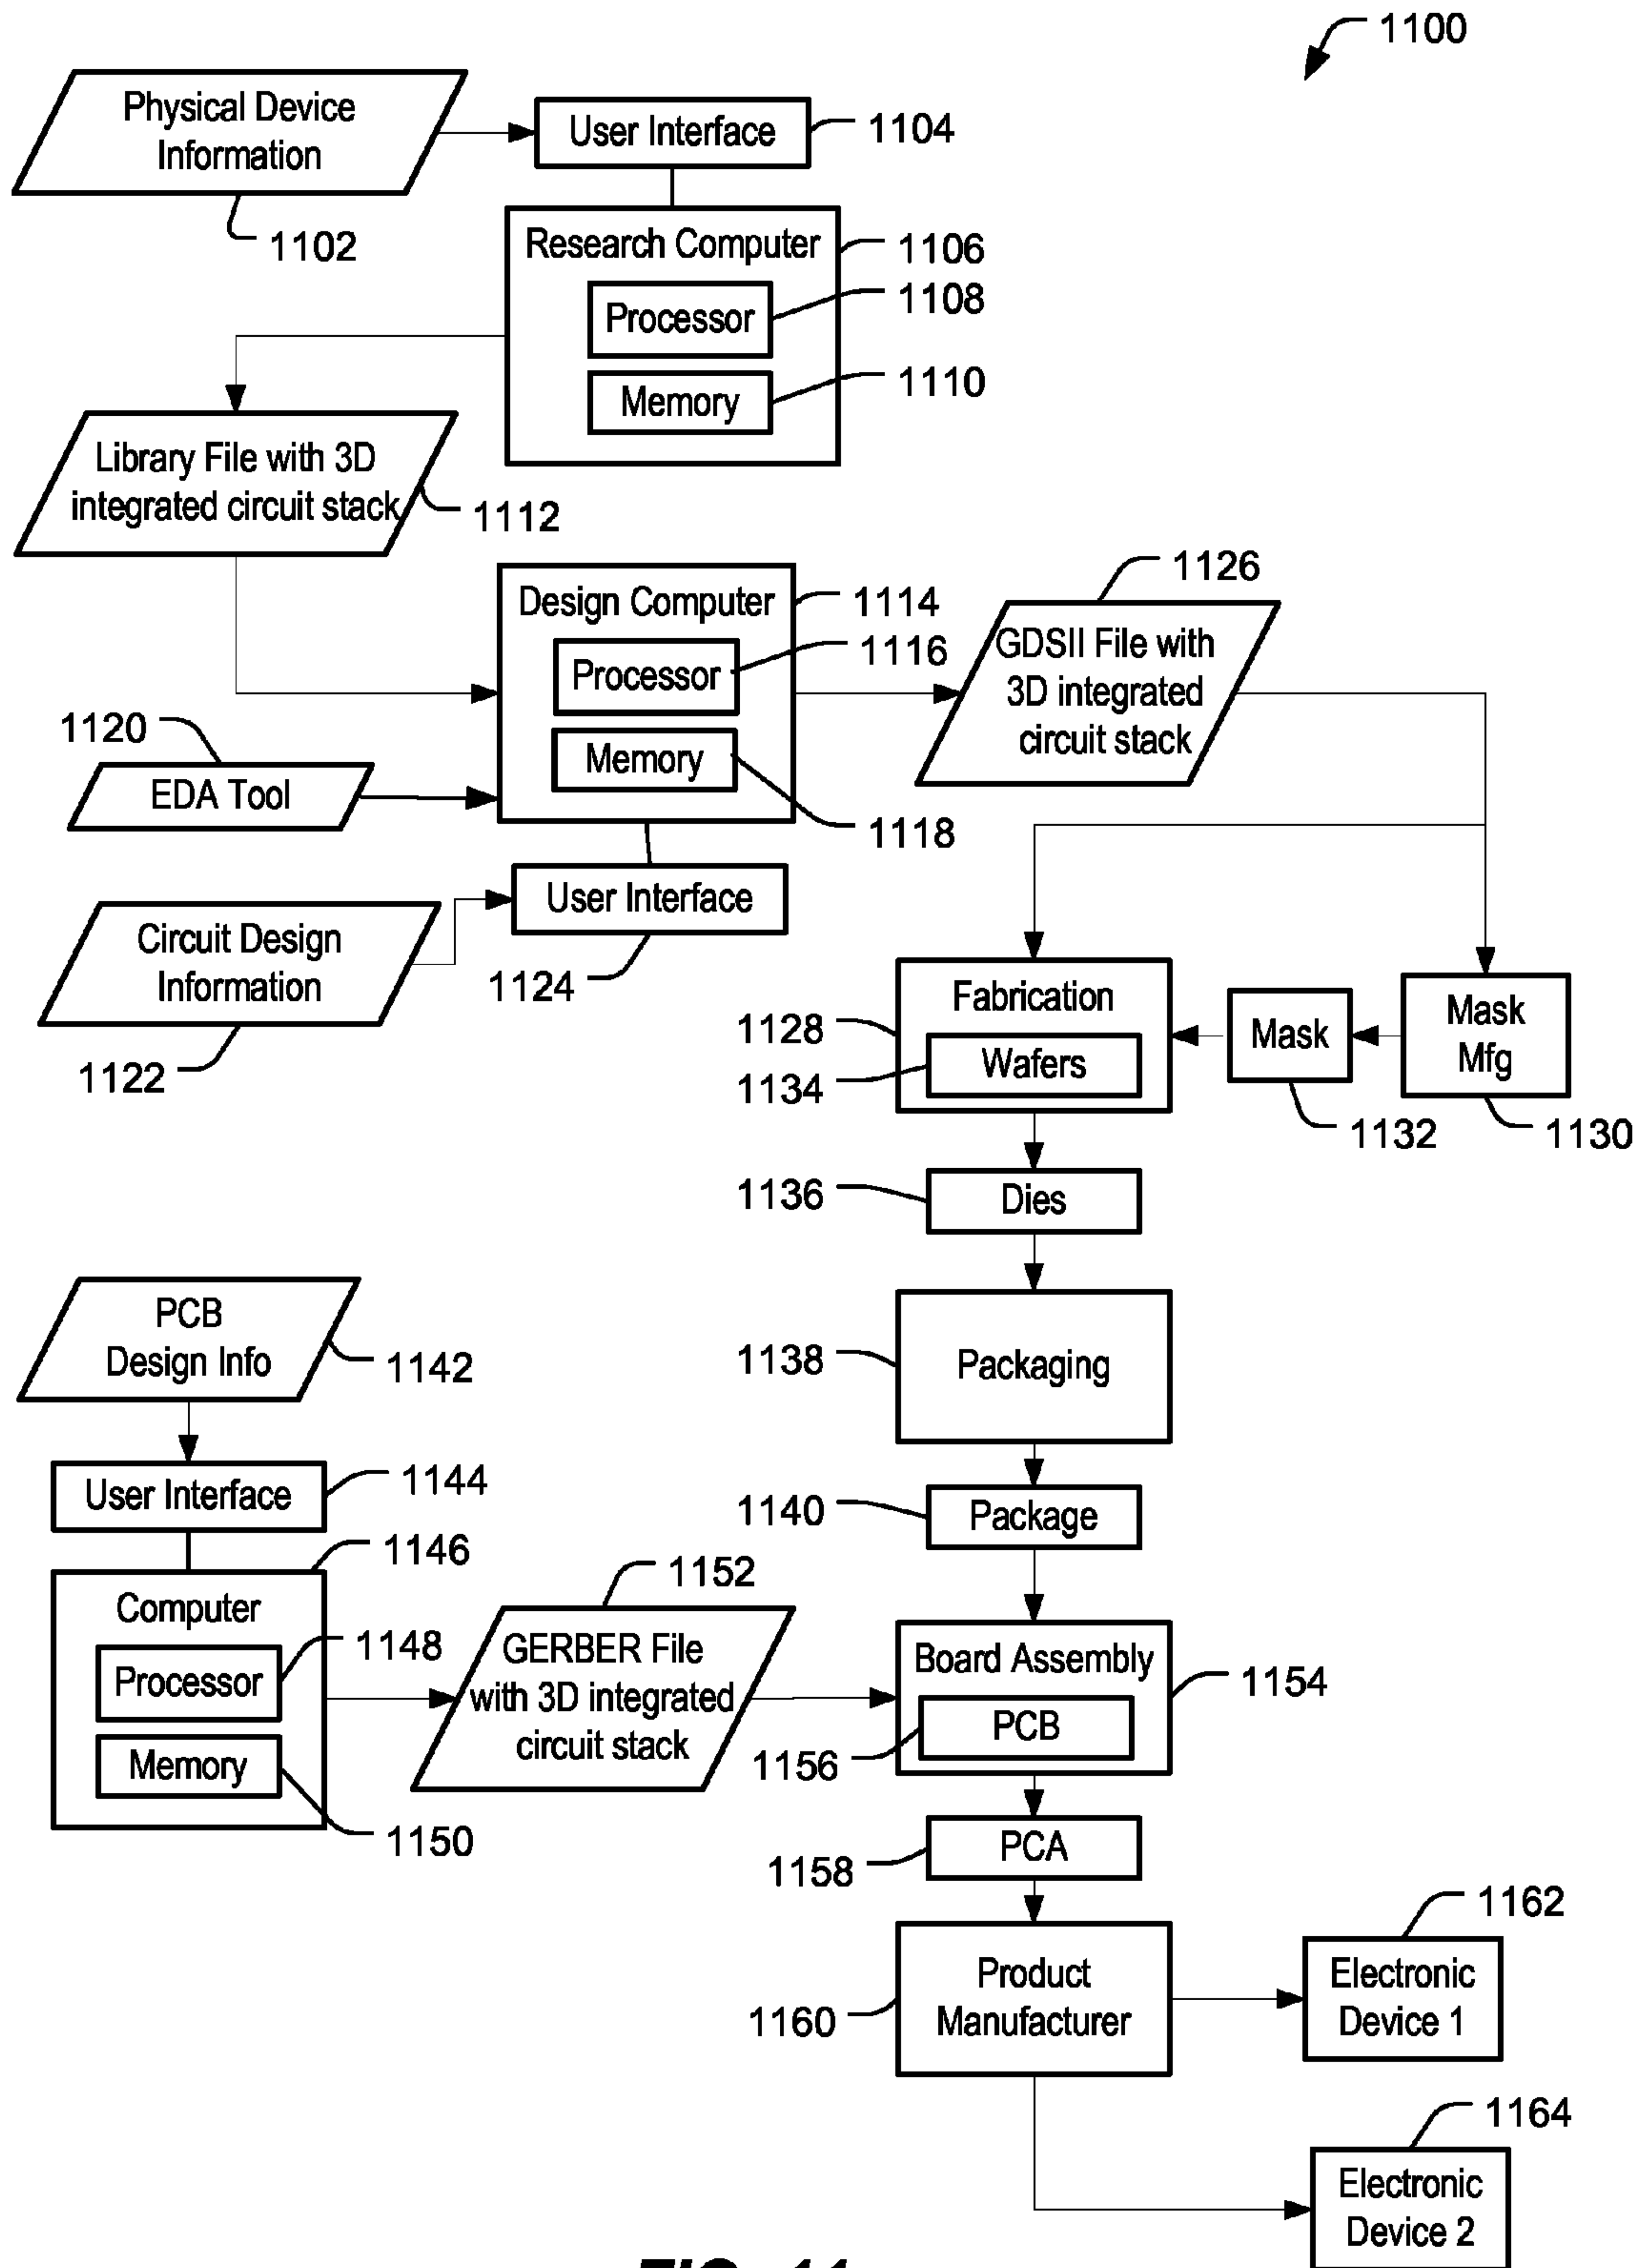 1100
Physical Device
Information
1102
User Interface
1104
Research Computer
1106
Processor
1108
Memory
1110
Library File with 3D
integrated circuit stack
1112
Design Computer
1114
Processor
1116
Memory
1118
1120
EDA Tool
Circuit Design
Information
1122
User Interface
1124
1126
GDSII File with
3D integrated
circuit stack
Fabrication
1128
Wafers
1134
Mask
1132
Mask
Mfg
1130
1136
Dies
1138
Packaging
1140
Package
PCB
Design Info
1142
User Interface
1144
1146
Computer
Processor
1148
Memory
1150
1152
GERBER File
with 3D integrated
circuit stack
Board Assembly
1154
PCB
1156
PCA
1158
Product
Manufacturer
1160
1162
Electronic
Device 1
1164
Electronic
Device 2
FIG. 11